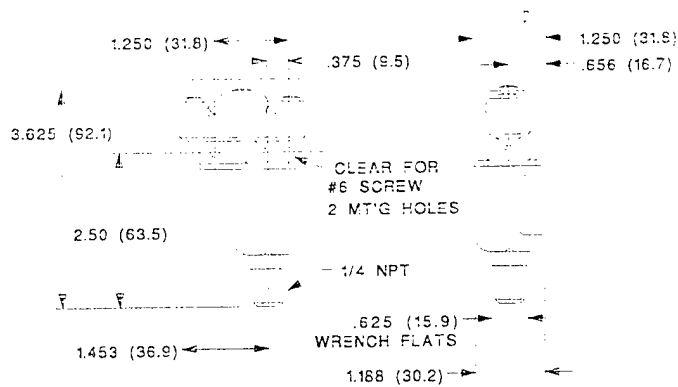 1.250 (31.8)
.375 (9.5)
1.250 (31.8)
.656 (16.7)
3.625 (92.1)
CLEAR FOR
#6 SCREW
2 MT'G HOLES
2.50 (63.5)
1/4 NPT
.625 (15.9)
WRENCH FLATS
1.453 (36.9)
1.188 (30.2)